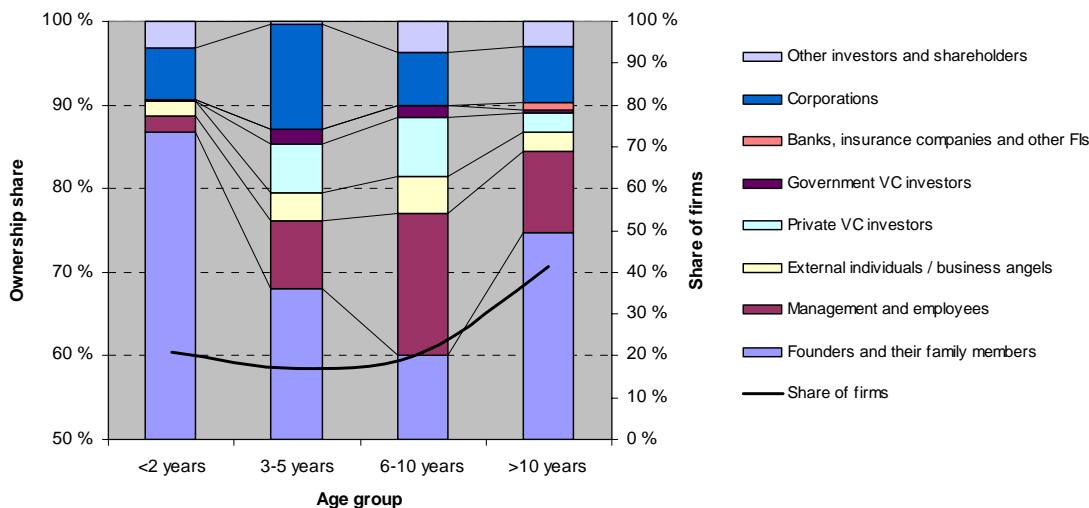 100 %
90 %
80 %
70 %
60 %
50 %
Ownership share
<2 years
3-5 years
6-10 years
>10 years
Age group
100 %
90 %
80 %
70 %
60 %
50 %
40 %
30 %
20 %
10 %
0 %
Share of firms
Other investors and shareholders
Corporations
Banks, insurance companies and other FIs
Government VC investors
Private VC investors
External individuals / business angels
Management and employees
Founders and their family members
Share of firms